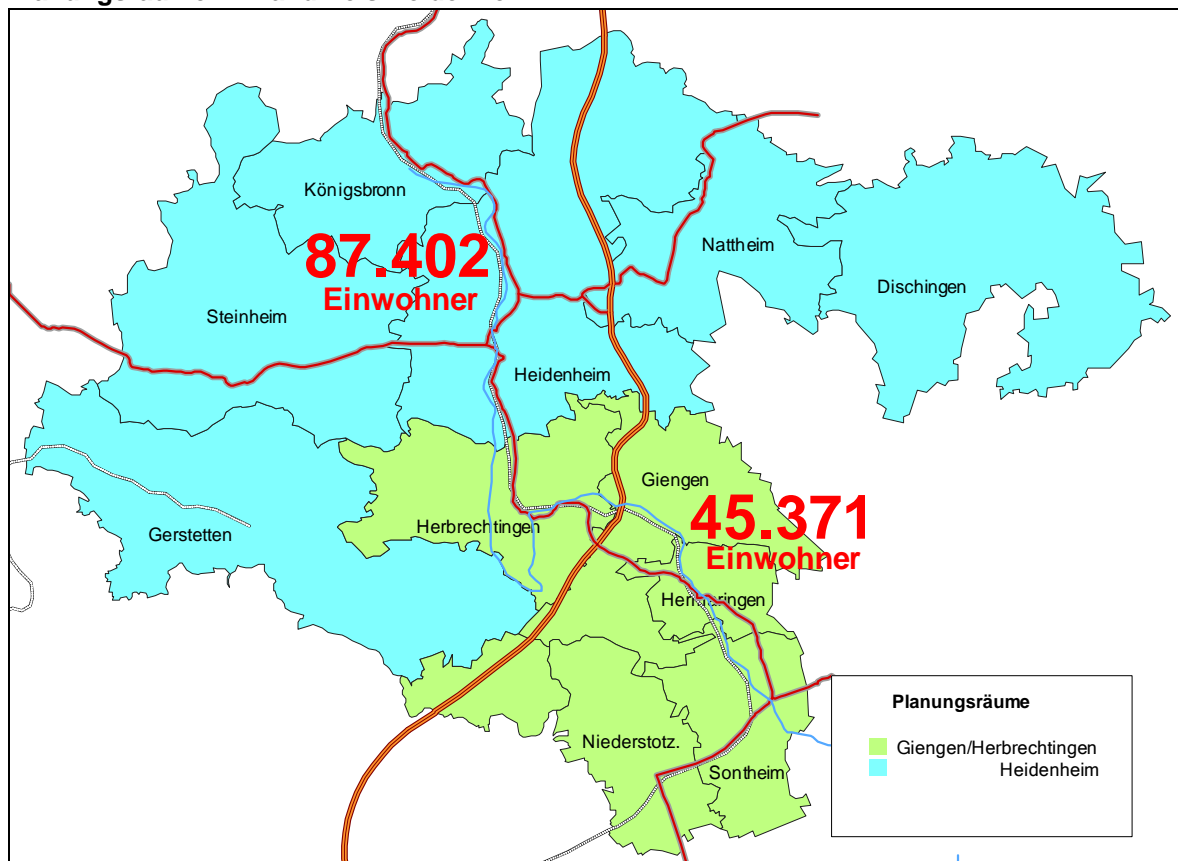 Königsbronn
87.402
Einwohner
Nattheim
Dischingen
Steinheim
Heidenheim
Giengen
45.371
Einwohner
Herbrechtingen
Gerstetten
Niederstotz.
Sontheim
Planungsräume
Giengen/Herbrechtingen
Heidenheim